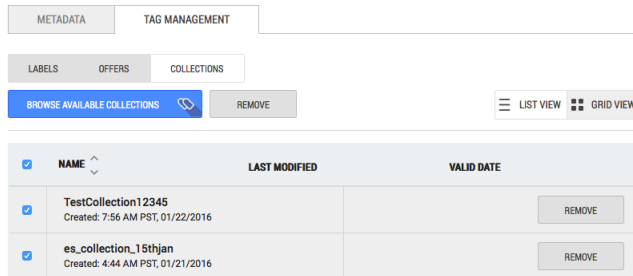 METADATA TAG MANAGEMENT
LABELS OFFERS COLLECTIONS
BROWSE AVAILABLE COLLECTIONS REMOVE LIST VIEW GRID VIEW
NAME LAST MODIFIED VALID DATE
TestCollection12345
Created: 7:56 AM PST, 01/22/2016
REMOVE
es_collection_15thjan
Created: 4:44 AM PST, 01/21/2016
REMOVE